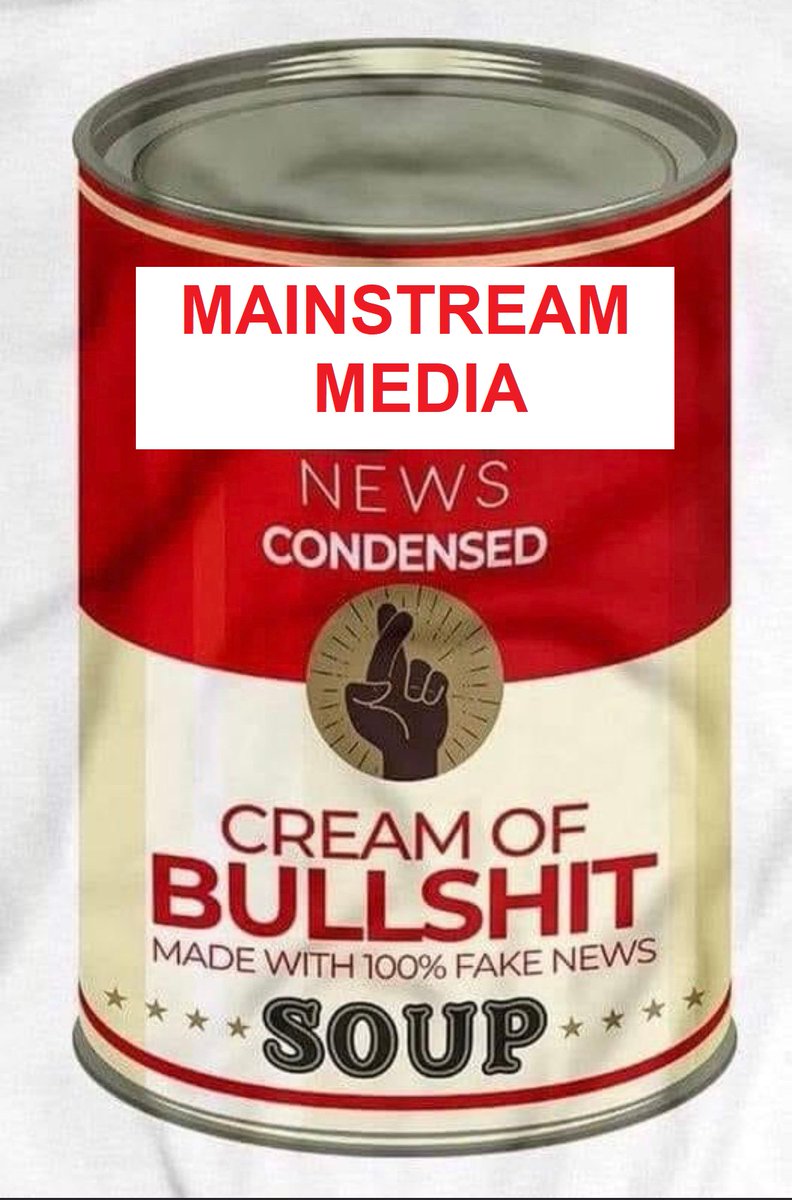 MAINSTREAM
MEDIA
NEWS
CONDENSED
CREAM OF
BULLSHIT
MADE WITH 100% FAKE NEWS
SOUP